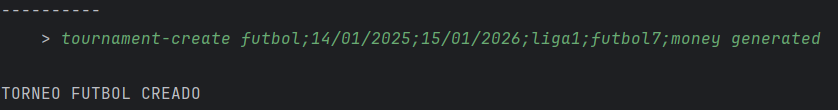 ----------
> tournament-create futbol;14/01/2025;15/01/2026;liga1;futbol7;money generated
TORNEO FUTBOL CREADO